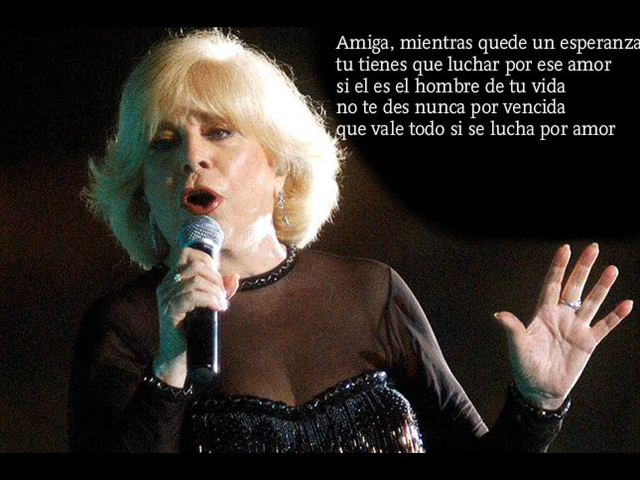 Amiga, mientras quede un esperanza
tu tienes que luchar por ese amor
si el es el hombre de tu vida
no te des nunca por vencida
que vale todo si se lucha por amor